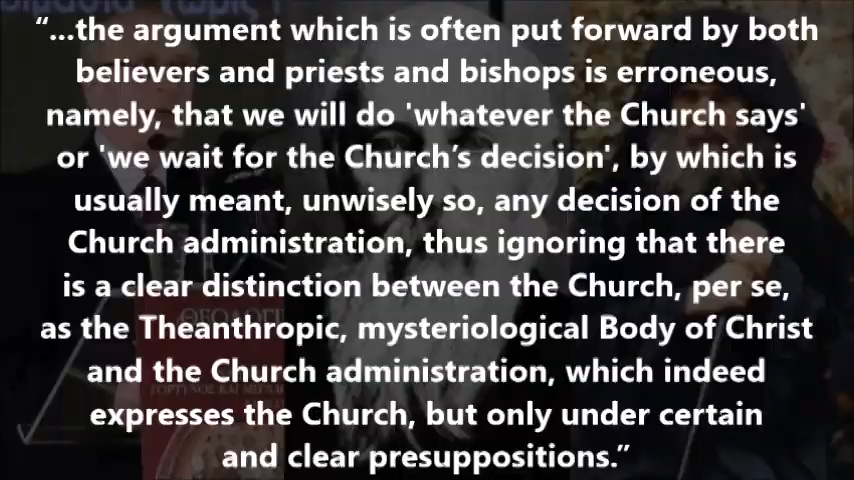 “...the argument which is often put forward by both
believers and priests and bishops is erroneous,
namely, that we will do 'whatever the Church says'
or 'we wait for the Church’s decision', by which is
usually meant, unwisely so, any decision of the
Church administration, thus ignoring that there
is a clear distinction between the Church, per se,
as the Theanthropic, mysteriological Body of Christ
and the Church administration, which indeed
expresses the Church, but only under certain
and clear presuppositions.”